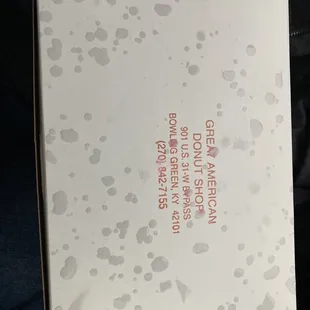 GREAT AMERICAN
DONUT SHOP
901 U.S. 31-W BYPASS
BOWLING GREEN, KY 42101
(270) 842-7155